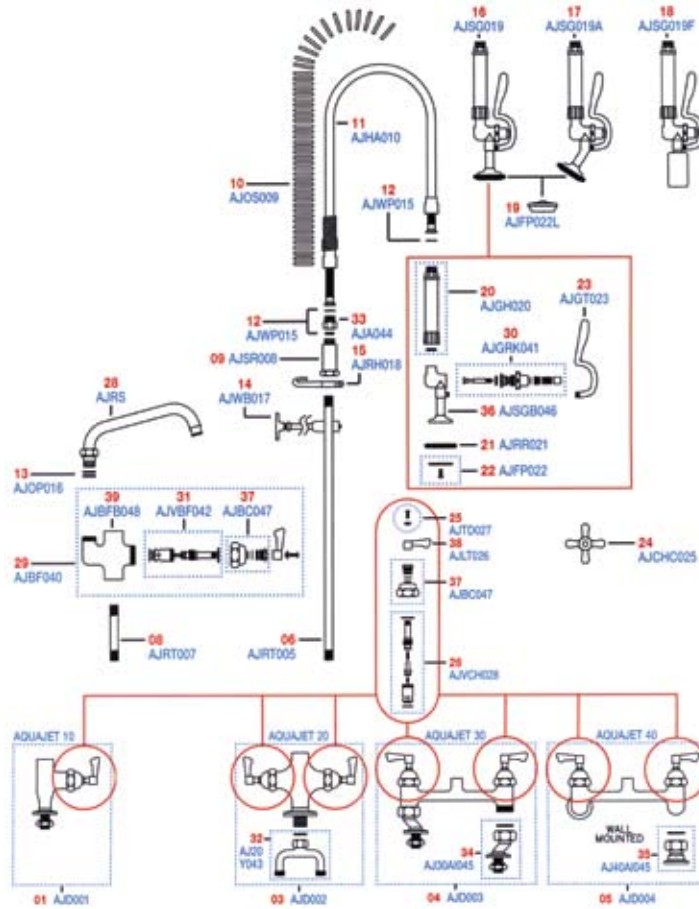 16
AJSG019
17
AJSG019A
18
AJSG019F
11
AJHA010
10
AJOS009
12
AJWP015
19
AJFP022L
20
AJGH020
23
AJGT023
30
AJGRK041
12
AJWP015
33
AJA044
09 AJSR008
15
AJRH018
14
AJWB017
36
AJSGB046
21 AJRR021
22 AJFP022
28
AJRS
13
AJOP016
39
AJBFB048
31
AJVBF042
37
AJBC047
29
AJBF040
25
AJTD027
38
AJLT026
24
AJCHC025
37
AJBC047
08
AJRT007
06
AJRT005
26
AJVCH028
AQUAJET 10
AQUAJET 20
AQUAJET 30
AQUAJET 40
32
AJ20
Y043
34
AJ30AI045
WALL
MOUNTED
35
AJ40AI045
01 AJD001
03 AJD002
04 AJD003
05 AJD004